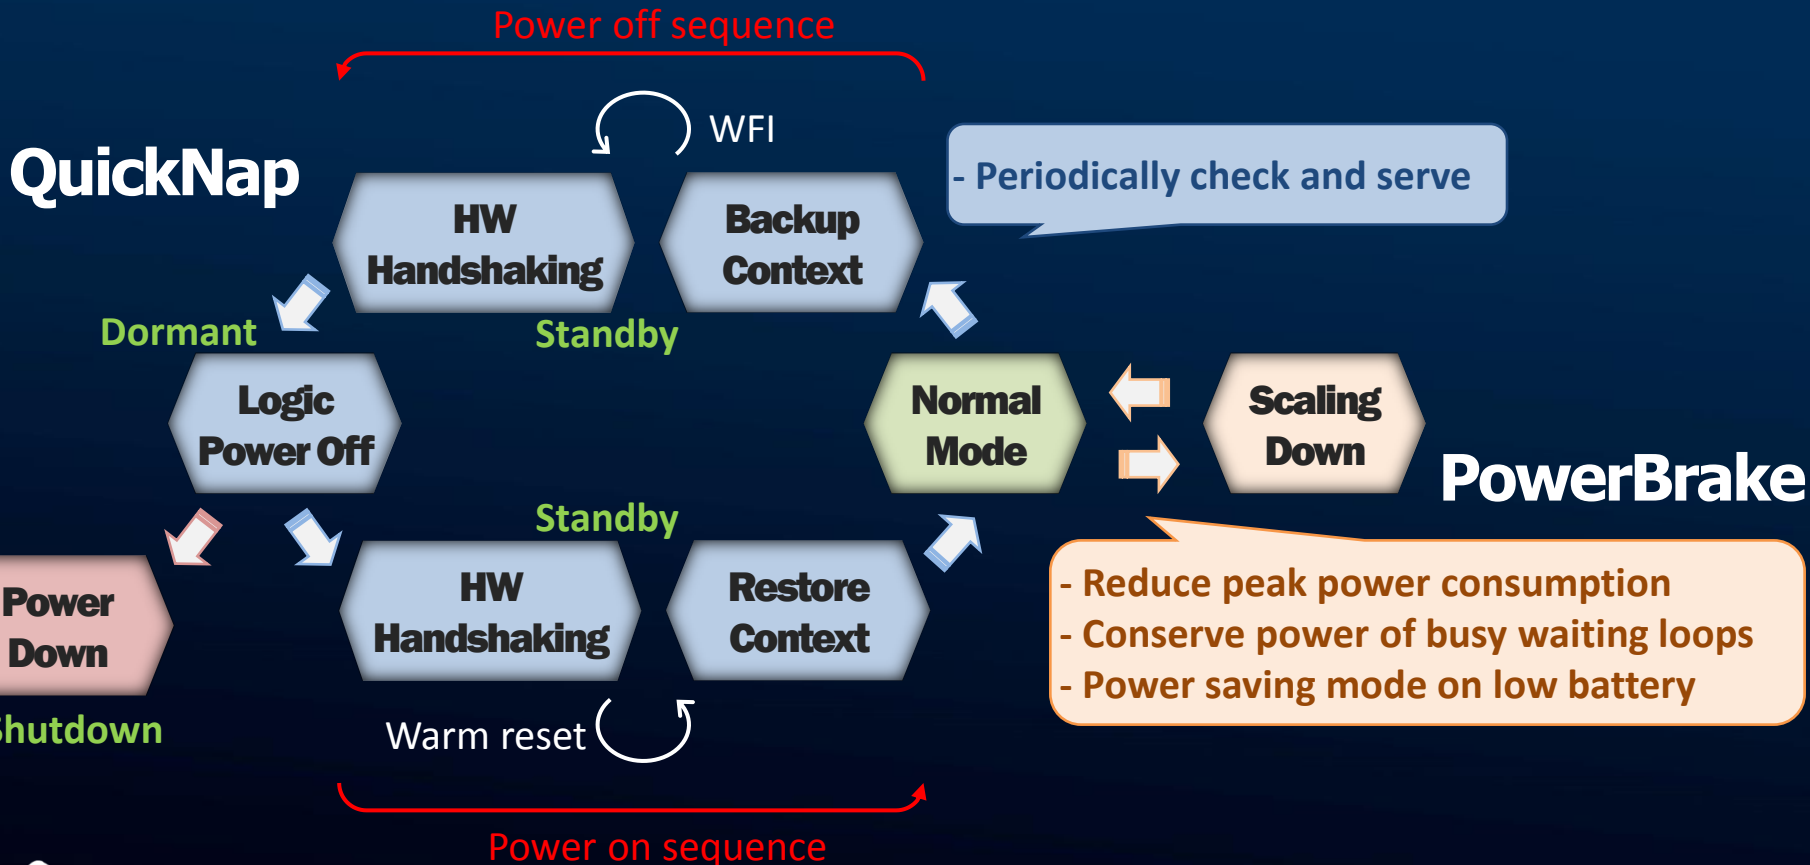 Power off sequence
WFI
QuickNap
- Periodically check and serve
HW
Handshaking
Backup
Context
Dormant
Standby
Logic
Power Off
Normal
Mode
Scaling
Down
PowerBrake
Standby
Power
Down
HW
Handshaking
Restore
Context
- Reduce peak power consumption
- Conserve power of busy waiting loops
- Power saving mode on low battery
Shutdown
Warm reset
Power on sequence